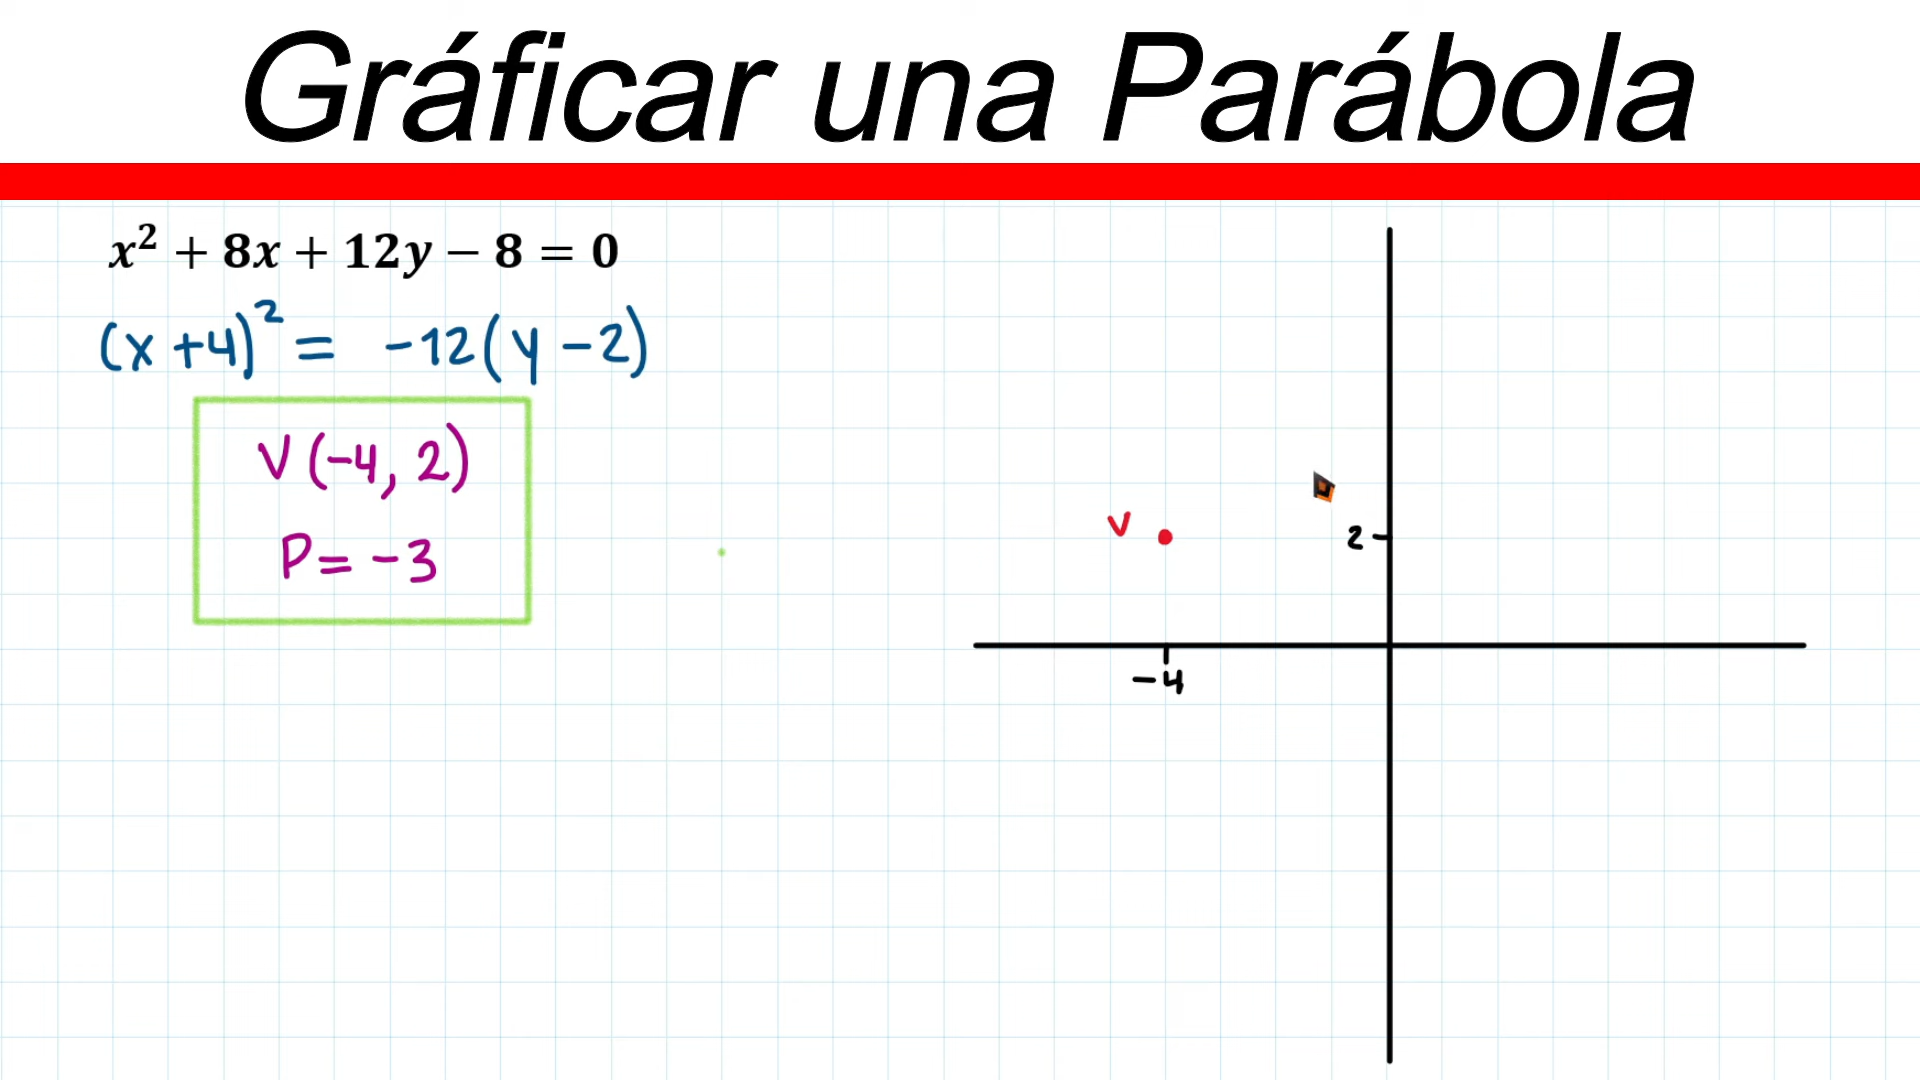 Gráficar una Parábola
x² + 8x + 12y − 8 = 0
(x +4)² = -12(y -2)
V (-4, 2)
P= -3
V
2
-4